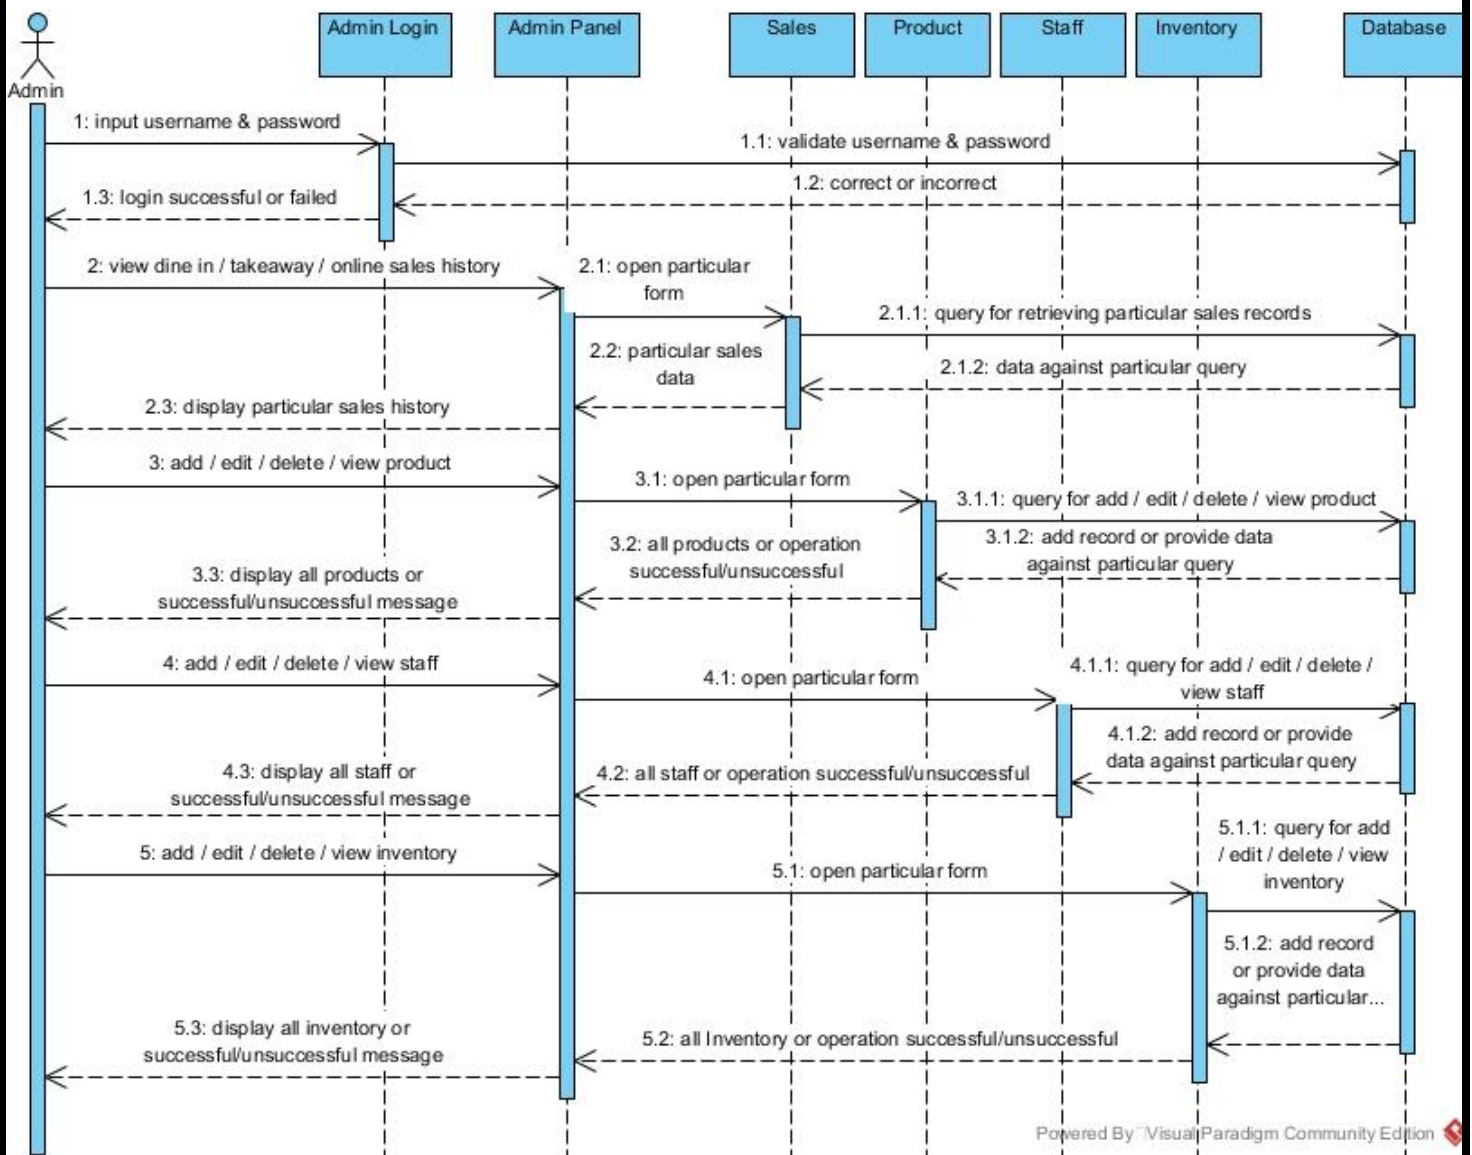 Admin Login
Admin Panel
Sales
Product
Staff
Inventory
Database
Admin
1: input username & password
1.1: validate username & password
1.2: correct or incorrect
1.3: login successful or failed
2: view dine in / takeaway / online sales history
2.1: open particular
form
2.1.1: query for retrieving particular sales records
2.2: particular sales
data
2.1.2: data against particular query
2.3: display particular sales history
3: add / edit / delete / view product
3.1: open particular form
3.1.1: query for add / edit / delete / view product
3.1.2: add record or provide data
against particular query
3.2: all products or operation
successful/unsuccessful
3.3: display all products or
successful/unsuccessful message
4: add / edit / delete / view staff
4.1: open particular form
4.1.1: query for add / edit / delete /
view staff
4.1.2: add record or provide
data against particular query
4.2: all staff or operation successful/unsuccessful
4.3: display all staff or
successful/unsuccessful message
5: add / edit / delete / view inventory
5.1: open particular form
5.1.1: query for add
/ edit / delete / view
inventory
5.1.2: add record
or provide data
against particular...
5.2: all Inventory or operation successful/unsuccessful
5.3: display all inventory or
successful/unsuccessful message
Powered By Visual Paradigm Community Edition